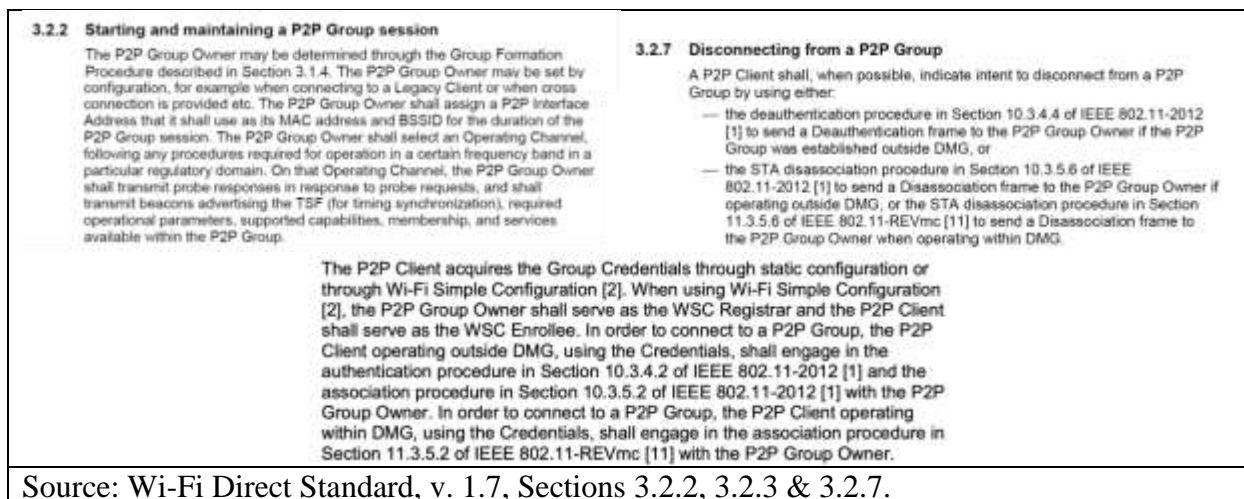 3.2.2 Starting and maintaining a P2P Group session
The P2P Group Owner may be determined through the Group Formation
Procedure described in Section 3.1.4. The P2P Group Owner may be set by
configuration, for example when connecting to a Legacy Client or when cross
connection is provided etc. The P2P Group Owner shall assign a P2P Interface
Address that it shall use as its MAC address and BSSID for the duration of the
P2P Group session. The P2P Group Owner shall select an Operating Channel,
following any procedures required for operation in a certain frequency band in a
particular regulatory domain. On that Operating Channel, the P2P Group Owner
shall transmit probe responses in response to probe requests, and shall
transmit beacons advertising the TSF (for timing synchronization), required
operational parameters, supported capabilities, membership, and services
available within the P2P Group.
3.2.7 Disconnecting from a P2P Group
A P2P Client shall, when possible, indicate intent to disconnect from a P2P
Group by using either:
— the deauthentication procedure in Section 10.3.4.4 of IEEE 802.11-2012
[1] to send a Deauthentication frame to the P2P Group Owner if the P2P
Group was established outside DMG, or
— the STA disassociation procedure in Section 10.3.5.6 of IEEE
802.11-2012 [1] to send a Disassociation frame to the P2P Group Owner if
operating outside DMG, or the STA disassociation procedure in Section
11.3.5.6 of IEEE 802.11-REVmc [11] to send a Disassociation frame to
the P2P Group Owner when operating within DMG.
The P2P Client acquires the Group Credentials through static configuration or
through Wi-Fi Simple Configuration [2]. When using Wi-Fi Simple Configuration
[2], the P2P Group Owner shall serve as the WSC Registrar and the P2P Client
shall serve as the WSC Enrollee. In order to connect to a P2P Group, the P2P
Client operating outside DMG, using the Credentials, shall engage in the
authentication procedure in Section 10.3.4.2 of IEEE 802.11-2012 [1] and the
association procedure in Section 10.3.5.2 of IEEE 802.11-2012 [1] with the P2P
Group Owner. In order to connect to a P2P Group, the P2P Client operating
within DMG, using the Credentials, shall engage in the association procedure in
Section 11.3.5.2 of IEEE 802.11-REVmc [11] with the P2P Group Owner.
Source: Wi-Fi Direct Standard, v. 1.7, Sections 3.2.2, 3.2.3 & 3.2.7.